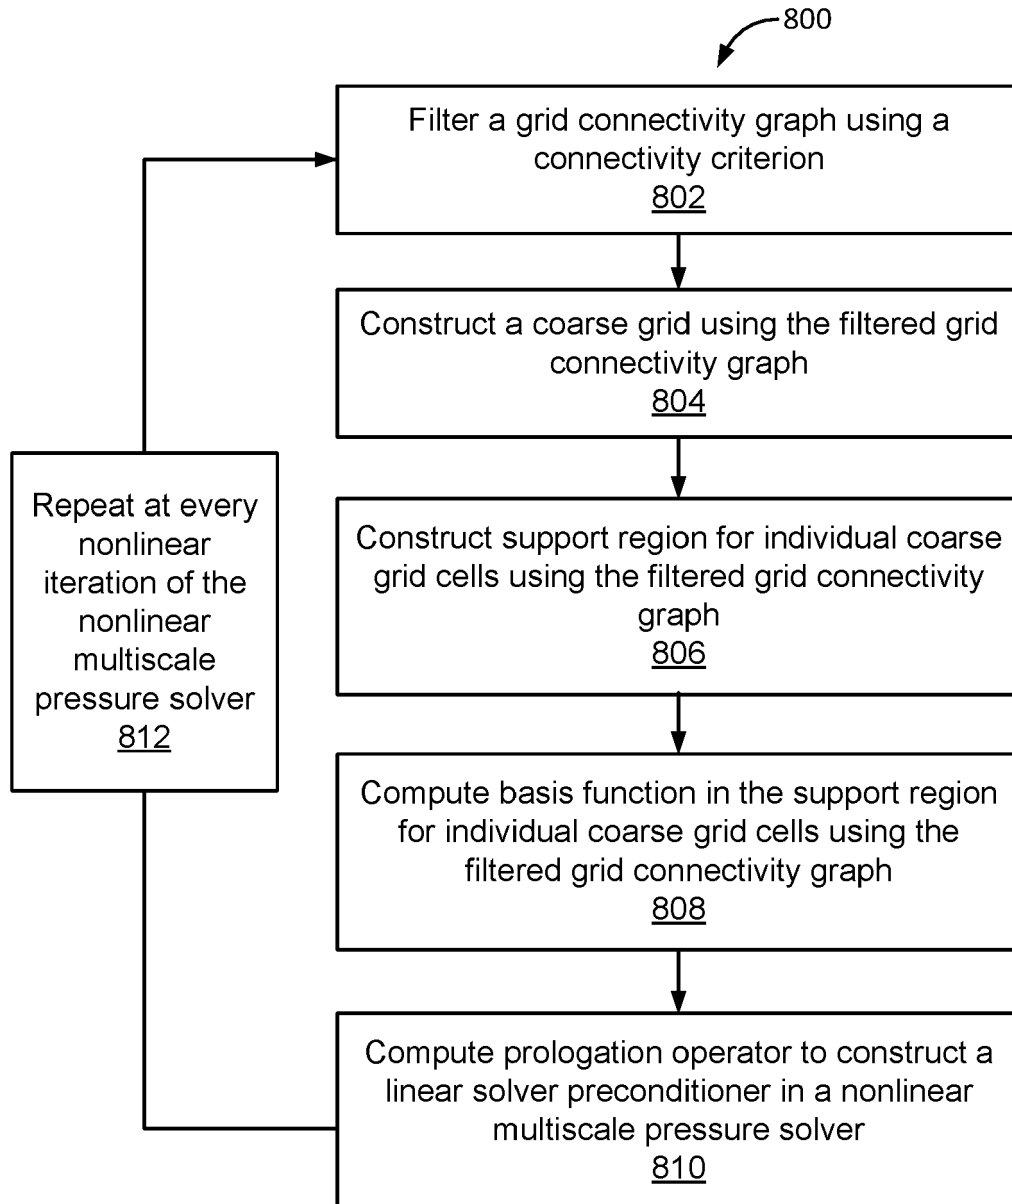 800
Filter a grid connectivity graph using a
connectivity criterion
802
Construct a coarse grid using the filtered grid
connectivity graph
804
Construct support region for individual coarse
grid cells using the filtered grid connectivity
graph
806
Compute basis function in the support region
for individual coarse grid cells using the
filtered grid connectivity graph
808
Compute prologation operator to construct a
linear solver preconditioner in a nonlinear
multiscale pressure solver
810
Repeat at every
nonlinear
iteration of the
nonlinear
multiscale
pressure solver
812